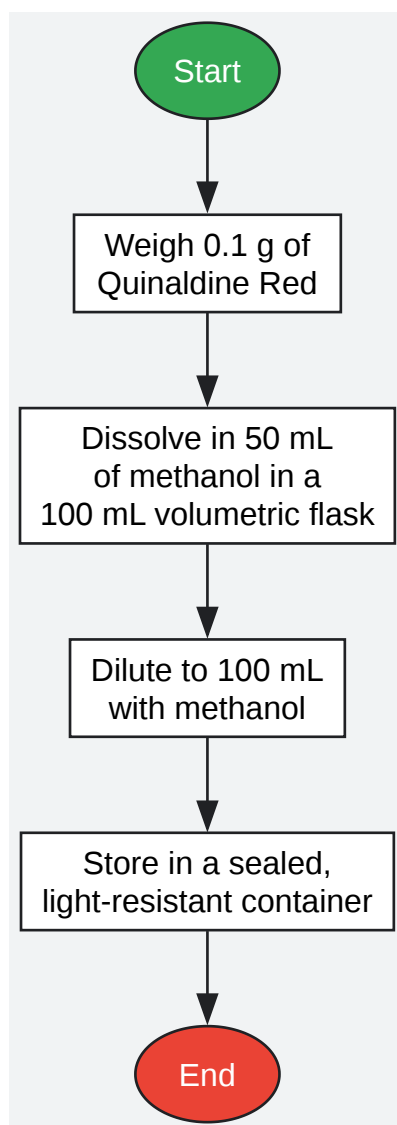 Start
Weigh 0.1 g of
Quinaldine Red
Dissolve in 50 mL
of methanol in a
100 mL volumetric flask
Dilute to 100 mL
with methanol
Store in a sealed,
light-resistant container
End